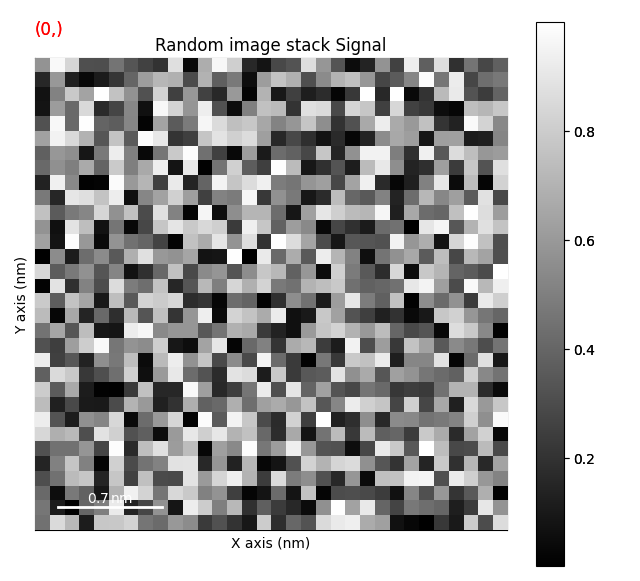 (0,)
Random image stack Signal
0.8
0.6
0.4
0.2
Y axis (nm)
0.7 nm
X axis (nm)